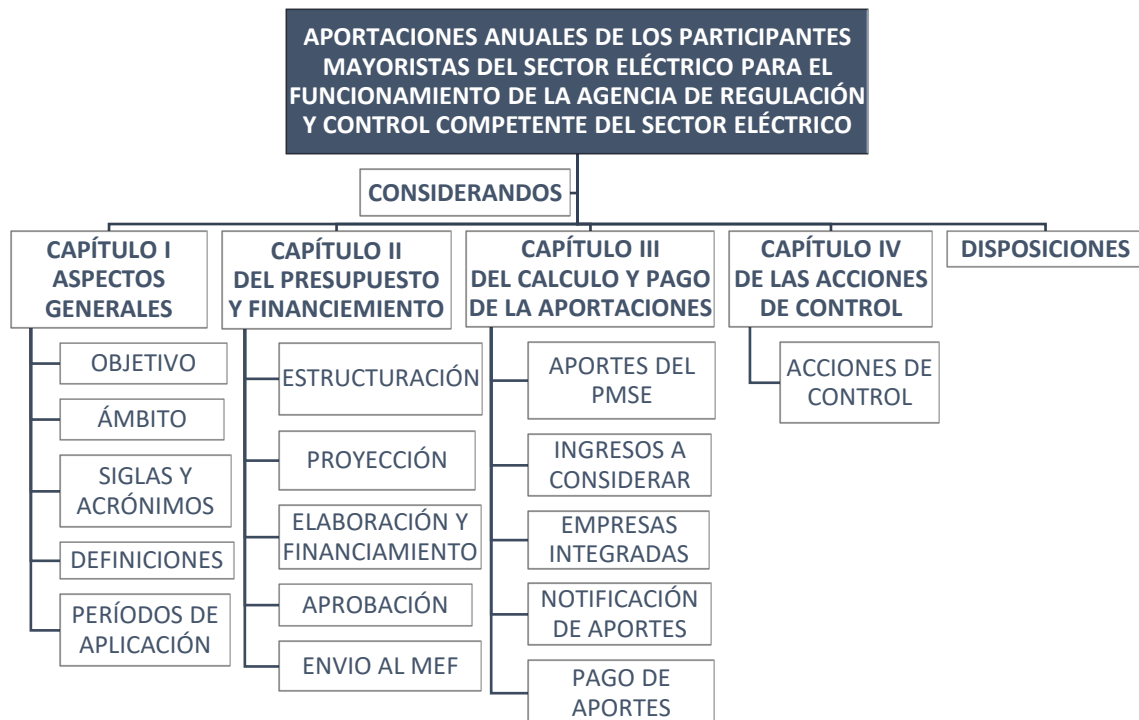 APORTACIONES ANUALES DE LOS PARTICIPANTES
MAYORISTAS DEL SECTOR ELÉCTRICO PARA EL
FUNCIONAMIENTO DE LA AGENCIA DE REGULACIÓN
Y CONTROL COMPETENTE DEL SECTOR ELÉCTRICO
CONSIDERANDOS
CAPÍTULO I
ASPECTOS
GENERALES
OBJETIVO
ÁMBITO
SIGLAS Y
ACRÓNIMOS
DEFINICIONES
PERÍODOS DE
APLICACIÓN
CAPÍTULO II
DEL PRESUPUESTO
Y FINANCIEMIENTO
ESTRUCTURACIÓN
PROYECCIÓN
ELABORACIÓN Y
FINANCIAMIENTO
APROBACIÓN
ENVIO AL MEF
CAPÍTULO III
DEL CALCULO Y PAGO
DE LA APORTACIONES
APORTES DEL
PMSE
INGRESOS A
CONSIDERAR
EMPRESAS
INTEGRADAS
NOTIFICACIÓN
DE APORTES
PAGO DE
APORTES
CAPÍTULO IV
DE LAS ACCIONES
DE CONTROL
ACCIONES DE
CONTROL
DISPOSICIONES